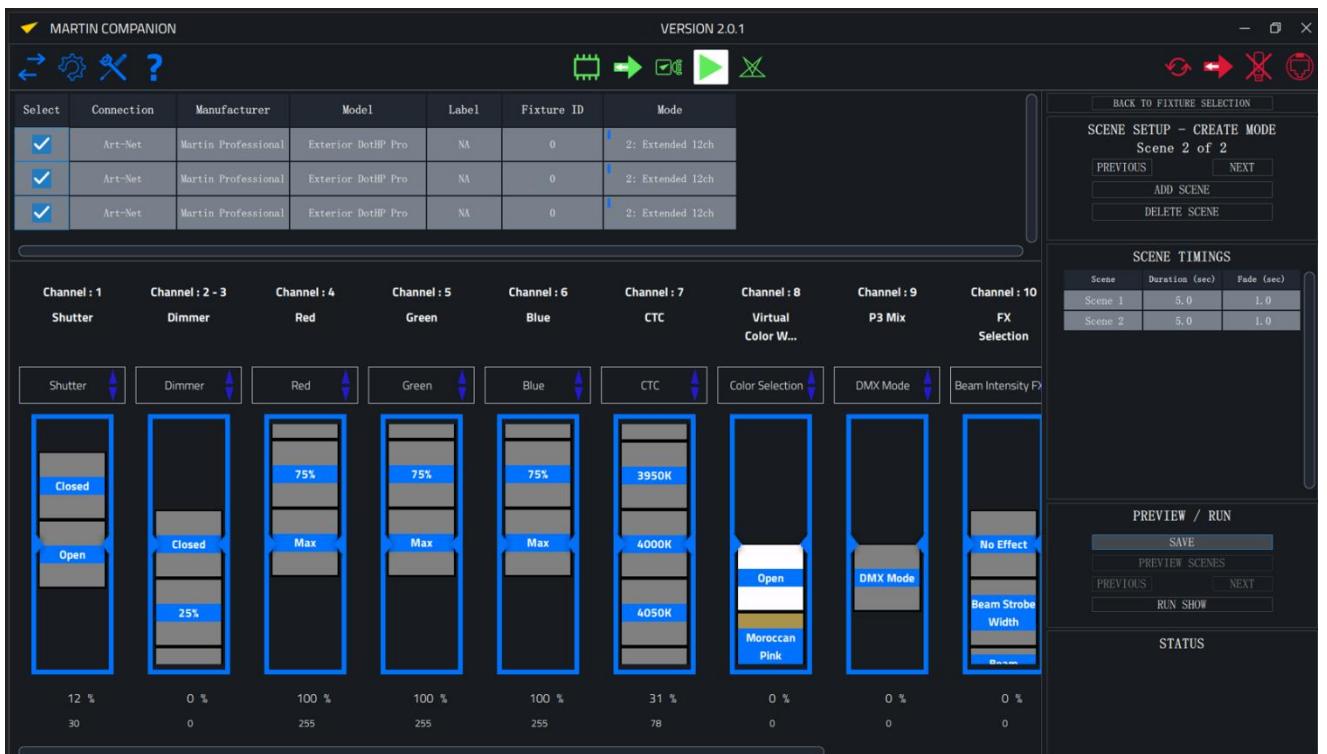 MARTIN COMPANION
VERSION 2.0.1
Select Connection Manufacturer Model Label Fixture ID Mode
Art-Net Martin Professional Exterior DotHP Pro NA 0 2: Extended 12ch
Art-Net Martin Professional Exterior DotHP Pro NA 0 2: Extended 12ch
Art-Net Martin Professional Exterior DotHP Pro NA 0 2: Extended 12ch
Channel : 1 Channel : 2 - 3 Channel : 4 Channel : 5 Channel : 6 Channel : 7 Channel : 8 Channel : 9 Channel : 10
Shutter Dimmer Red Green Blue CTC Virtual P3 Mix FX
Color W... Selection
Shutter Dimmer Red Green Blue CTC Color Selection DMX Mode Beam Intensity FX
75% 75% 75% 3950K
Closed
Closed Max Max Max 4000K No Effect
Open
Open DMX Mode
25% 4050K Beam Strobe
Width
Moroccan
Pink
Beam
12 % 0 % 100 % 100 % 100 % 31 % 0 % 0 % 0 %
30 0 255 255 255 78 0 0 0
BACK TO FIXTURE SELECTION
SCENE SETUP - CREATE MODE
Scene 2 of 2
PREVIOUS NEXT
ADD SCENE
DELETE SCENE
SCENE TIMINGS
Scene Duration (sec) Fade (sec)
Scene 1 5.0 1.0
Scene 2 5.0 1.0
PREVIEW / RUN
SAVE
PREVIEW SCENES
PREVIOUS NEXT
RUN SHOW
STATUS